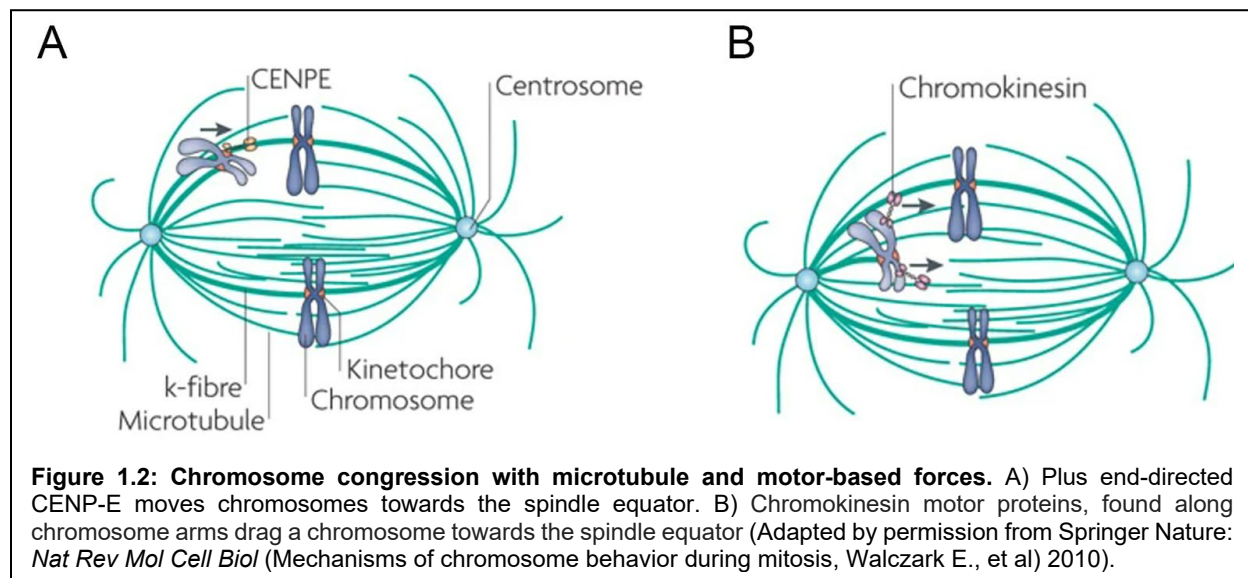 A
B
CENPE
Centrosome
Chromokinesin
k-fibre
Microtubule
Kinetochore
Chromosome
Figure 1.2: Chromosome congression with microtubule and motor-based forces. A) Plus end-directed
CENP-E moves chromosomes towards the spindle equator. B) Chromokinesin motor proteins, found along
chromosome arms drag a chromosome towards the spindle equator (Adapted by permission from Springer Nature:
Nat Rev Mol Cell Biol (Mechanisms of chromosome behavior during mitosis, Walczark E., et al) 2010).